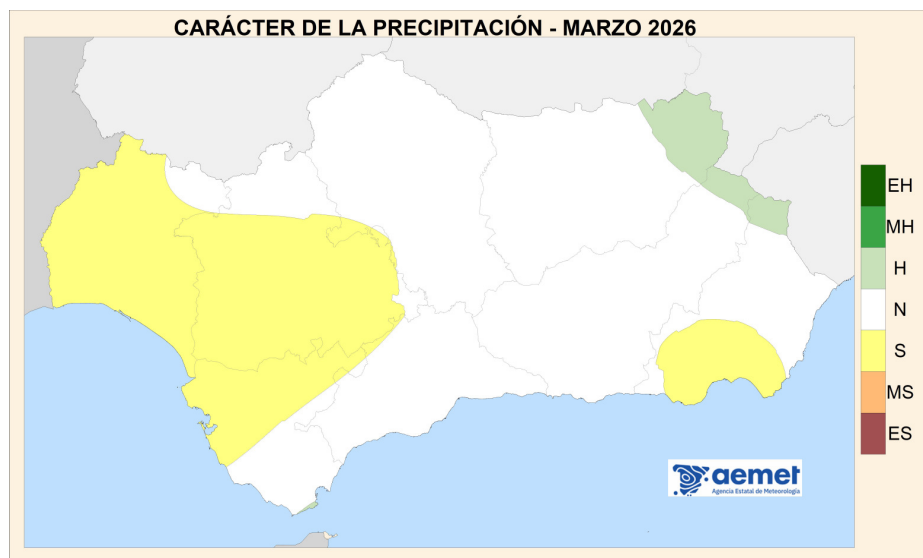 CARÁCTER DE LA PRECIPITACIÓN - MARZO 2026
EH
MH
H
N
S
MS
ES
aemet
Agencia Estatal de Meteorología